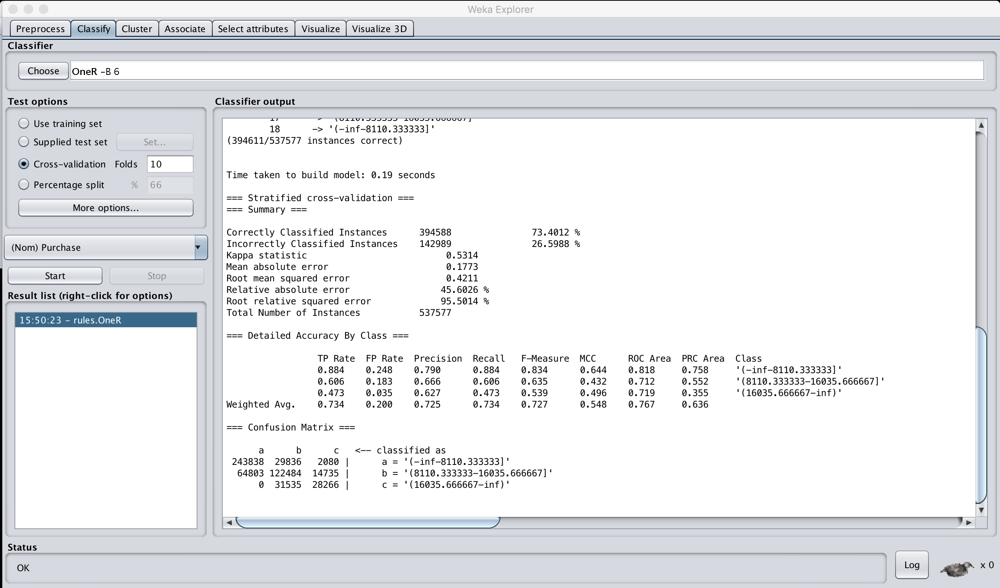 Weka Explorer
Preprocess Classify Cluster Associate Select attributes Visualize Visualize 3D
Classifier
Choose OneR -B 6
Test options
Use training set
Supplied test set Set...
Cross-validation Folds 10
Percentage split % 66
More options...
(Nom) Purchase
Start Stop
Result list (right-click for options)
15:50:23 - rules.OneR
Classifier output
17 -> '(8110.333333-16035.666667]'
18 -> '(-inf-8110.333333]'
(394611/537577 instances correct)
Time taken to build model: 0.19 seconds
=== Stratified cross-validation ===
=== Summary ===
Correctly Classified Instances 394588 73.4012 %
Incorrectly Classified Instances 142989 26.5988 %
Kappa statistic 0.5314
Mean absolute error 0.1773
Root mean squared error 0.4211
Relative absolute error 45.6026 %
Root relative squared error 95.5014 %
Total Number of Instances 537577
=== Detailed Accuracy By Class ===
TP Rate FP Rate Precision Recall F-Measure MCC ROC Area PRC Area Class
0.884 0.248 0.790 0.884 0.834 0.644 0.818 0.758 '(-inf-8110.333333]'
0.606 0.183 0.666 0.606 0.635 0.432 0.712 0.552 '(8110.333333-16035.666667]'
0.473 0.035 0.627 0.473 0.539 0.496 0.719 0.355 '(16035.666667-inf)'
Weighted Avg. 0.734 0.200 0.725 0.734 0.727 0.548 0.767 0.636
=== Confusion Matrix ===
a b c <-- classified as
243838 29836 2080 | a = '(-inf-8110.333333]'
64803 122484 14735 | b = '(8110.333333-16035.666667]'
0 31535 28266 | c = '(16035.666667-inf)'
Status
OK
Log
x 0